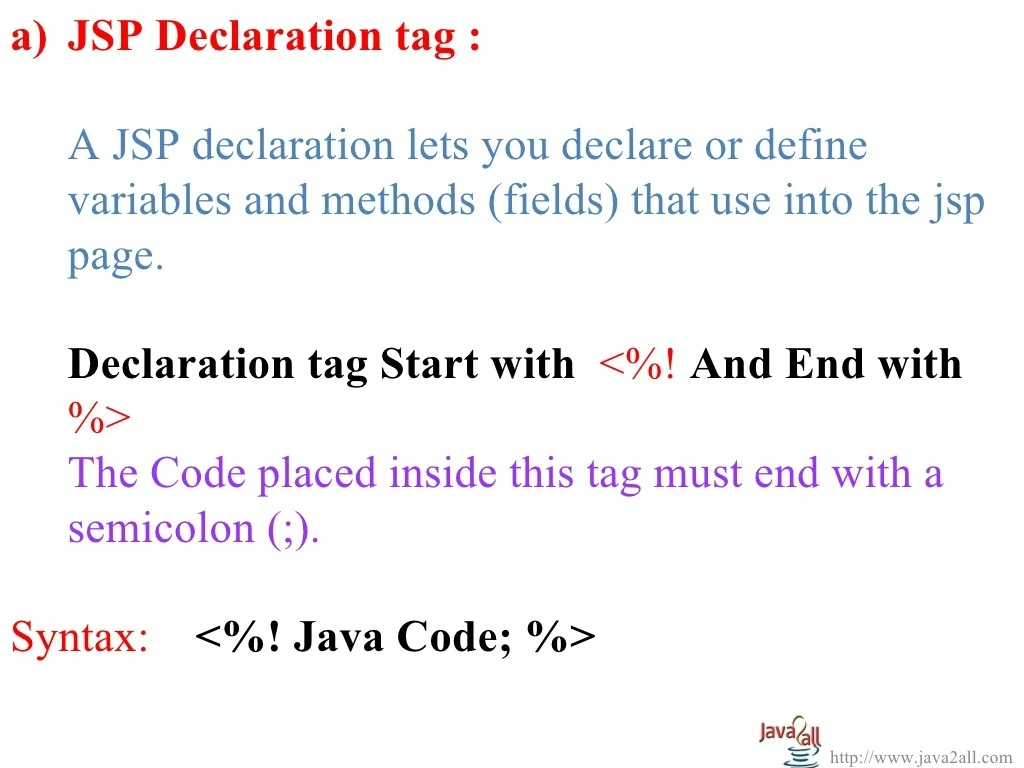 a) JSP Declaration tag :
A JSP declaration lets you declare or define
variables and methods (fields) that use into the jsp
page.
Declaration tag Start with <%! And End with
%>
The Code placed inside this tag must end with a
semicolon (;).
Syntax: <%! Java Code; %>
Java2all
http://www.java2all.com